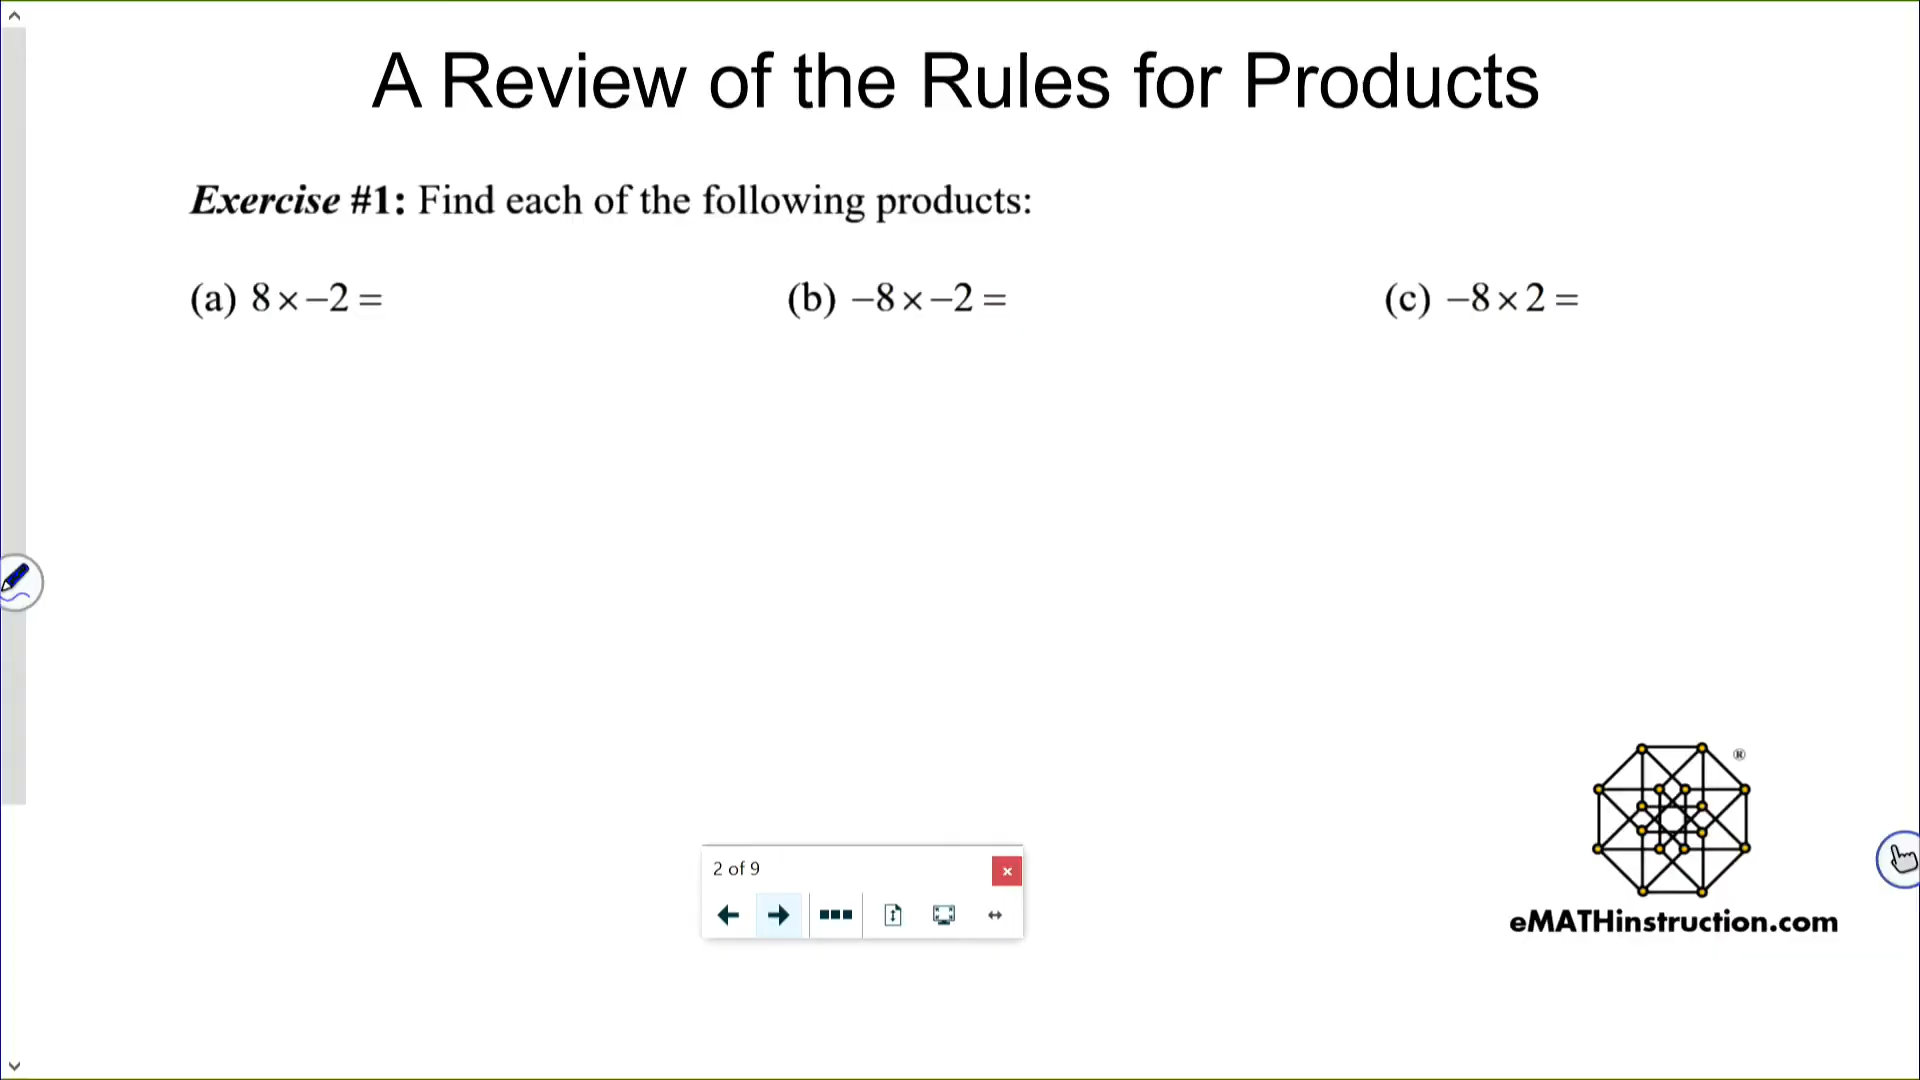 A Review of the Rules for Products
Exercise #1: Find each of the following products:
(a) 8×−2=
(b) −8×−2=
(c) −8×2=
2 of 9
®
eMATHinstruction.com